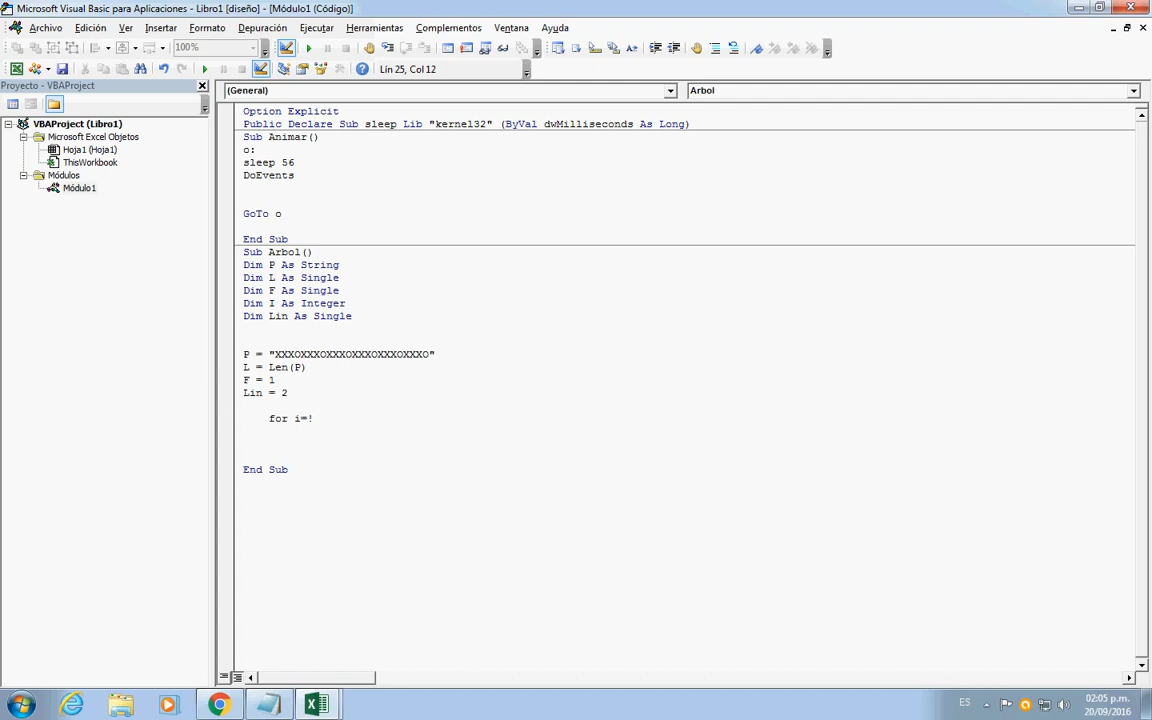 Microsoft Visual Basic para Aplicaciones - Libro1 [diseño] - [Módulo1 (Código)]
Archivo Edición Ver Insertar Formato Depuración Ejecutar Herramientas Complementos Ventana Ayuda
100%
Lín 25, Col 12
Proyecto - VBAProject
(General)
Arbol
VBAProject (Libro1)
Microsoft Excel Objetos
Hoja1 (Hoja1)
ThisWorkbook
Módulos
Módulo1
Option Explicit
Public Declare Sub sleep Lib "kernel32" (ByVal dwMilliseconds As Long)
Sub Animar()
o:
sleep 56
DoEvents
GoTo o
End Sub
Sub Arbol()
Dim P As String
Dim L As Single
Dim F As Single
Dim I As Integer
Dim Lin As Single
P = "XXXOXXXOXXXOXXXOXXXOXXXO"
L = Len(P)
F = 1
Lin = 2
for i=!
End Sub
ES
02:05 p.m.
20/09/2016